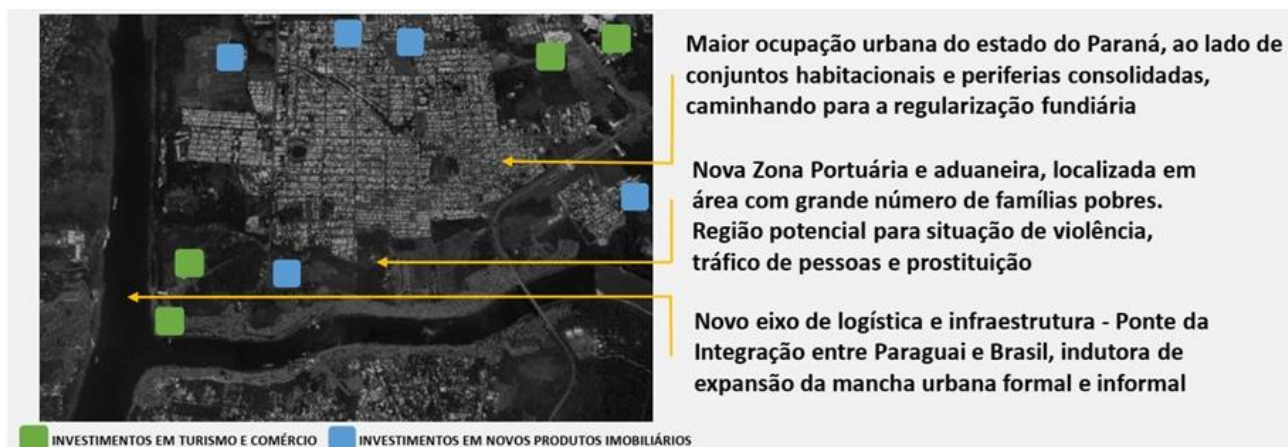 Maior ocupação urbana do estado do Paraná, ao lado de
conjuntos habitacionais e periferias consolidadas,
caminhando para a regularização fundiária
Nova Zona Portuária e aduaneira, localizada em
área com grande número de famílias pobres.
Região potencial para situação de violência,
tráfico de pessoas e prostituição
Novo eixo de logística e infraestrutura - Ponte da
Integração entre Paraguai e Brasil, indutora de
expansão da mancha urbana formal e informal
INVESTIMENTOS EM TURISMO E COMÉRCIO
INVESTIMENTOS EM NOVOS PRODUTOS IMOBILIÁRIOS